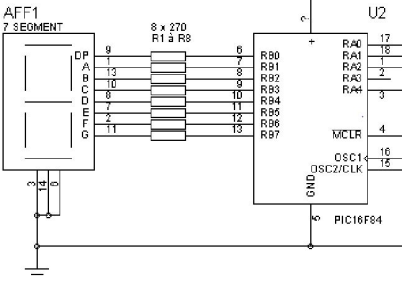 AFF1
7 SEGMENT
8 x 270
R1 à R8
U2
DP 9 6 RB0
A 1 7 RB1
B 13 8 RB2
C 10 9 RB3
D 8 10 RB4
E 7 11 RB5
F 2 12 RB6
G 11 13 RB7
+
RA0 17
RA1 18
RA2 1
RA3 2
RA4 3
MCLR 4
OSC1 16
OSC2/CLK 15
GND
5
PIC16F84
3 14 6